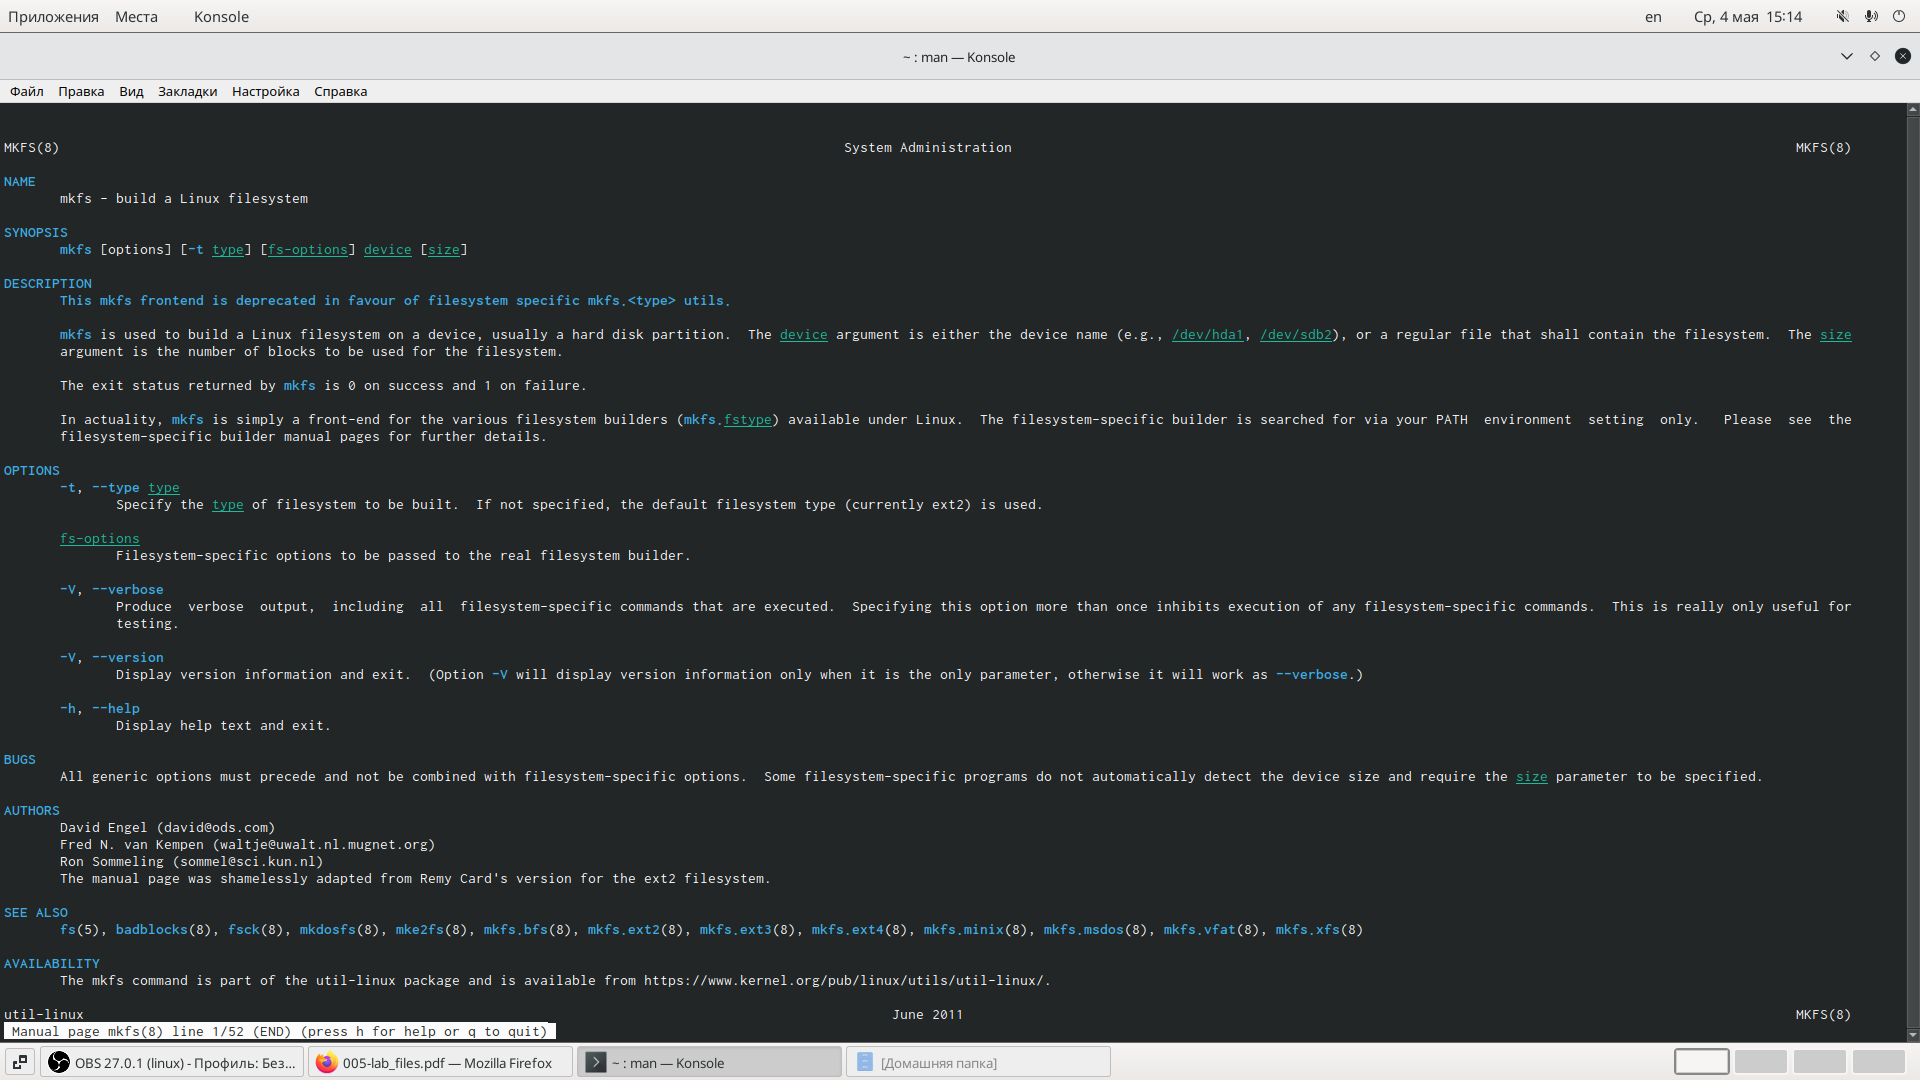 Приложения Места Konsole en Ср, 4 мая 15:14
~ : man — Konsole
Файл Правка Вид Закладки Настройка Справка
MKFS(8) System Administration MKFS(8)
NAME
mkfs - build a Linux filesystem
SYNOPSIS
mkfs [options] [-t type] [fs-options] device [size]
DESCRIPTION
This mkfs frontend is deprecated in favour of filesystem specific mkfs.<type> utils.
mkfs is used to build a Linux filesystem on a device, usually a hard disk partition. The device argument is either the device name (e.g., /dev/hda1, /dev/sdb2), or a regular file that shall contain the filesystem. The size
argument is the number of blocks to be used for the filesystem.
The exit status returned by mkfs is 0 on success and 1 on failure.
In actuality, mkfs is simply a front-end for the various filesystem builders (mkfs.fstype) available under Linux. The filesystem-specific builder is searched for via your PATH environment setting only. Please see the
filesystem-specific builder manual pages for further details.
OPTIONS
-t, --type type
Specify the type of filesystem to be built. If not specified, the default filesystem type (currently ext2) is used.
fs-options
Filesystem-specific options to be passed to the real filesystem builder.
-V, --verbose
Produce verbose output, including all filesystem-specific commands that are executed. Specifying this option more than once inhibits execution of any filesystem-specific commands. This is really only useful for
testing.
-V, --version
Display version information and exit. (Option -V will display version information only when it is the only parameter, otherwise it will work as --verbose.)
-h, --help
Display help text and exit.
BUGS
All generic options must precede and not be combined with filesystem-specific options. Some filesystem-specific programs do not automatically detect the device size and require the size parameter to be specified.
AUTHORS
David Engel (david@ods.com)
Fred N. van Kempen (waltje@uwalt.nl.mugnet.org)
Ron Sommeling (sommel@sci.kun.nl)
The manual page was shamelessly adapted from Remy Card's version for the ext2 filesystem.
SEE ALSO
fs(5), badblocks(8), fsck(8), mkdosfs(8), mke2fs(8), mkfs.bfs(8), mkfs.ext2(8), mkfs.ext3(8), mkfs.ext4(8), mkfs.minix(8), mkfs.msdos(8), mkfs.vfat(8), mkfs.xfs(8)
AVAILABILITY
The mkfs command is part of the util-linux package and is available from https://www.kernel.org/pub/linux/utils/util-linux/.
util-linux June 2011 MKFS(8)
Manual page mkfs(8) line 1/52 (END) (press h for help or q to quit)
OBS 27.0.1 (linux) - Профиль: Без... 005-lab_files.pdf — Mozilla Firefox ~ : man — Konsole [Домашняя папка]